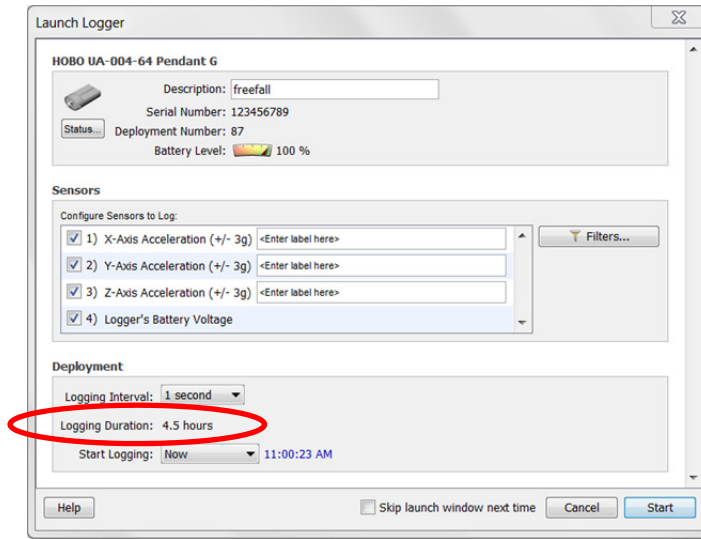 Launch Logger
HOBO UA-004-64 Pendant G
Description: freefall
Serial Number: 123456789
Status... Deployment Number: 87
Battery Level: 100 %
Sensors
Configure Sensors to Log:
1) X-Axis Acceleration (+/- 3g) <Enter label here>
Filters...
2) Y-Axis Acceleration (+/- 3g) <Enter label here>
3) Z-Axis Acceleration (+/- 3g) <Enter label here>
4) Logger's Battery Voltage
Deployment
Logging Interval: 1 second
Logging Duration: 4.5 hours
Start Logging: Now 11:00:23 AM
Help Skip launch window next time Cancel Start